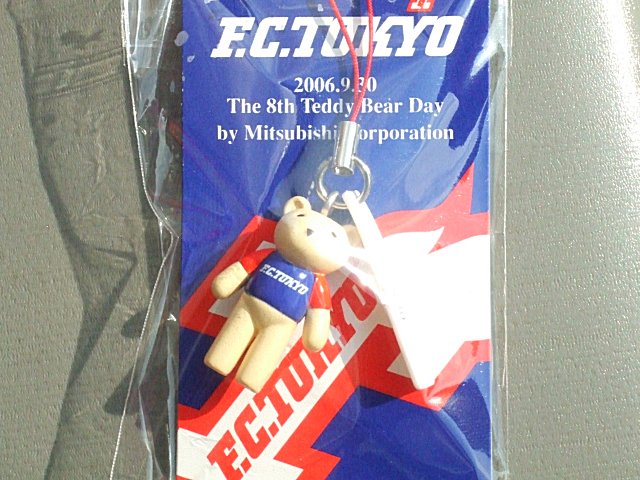 F.C.TOKYO
2006.9.30
The 8th Teddy Bear Day
by Mitsubishi Corporation
F.C.TOKYO
F.C.TOKYO